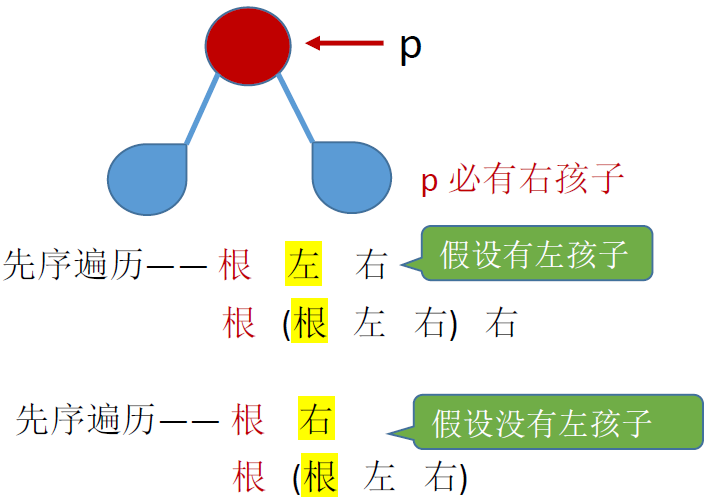 p
p 必有右孩子
先序遍历—— 根 左 右
假设有左孩子
根 (根 左 右) 右
先序遍历—— 根 右
假设没有左孩子
根 (根 左 右)